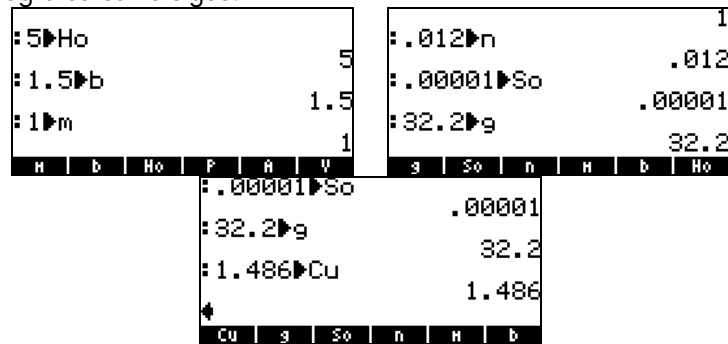 :5▶Ho
5
:1.5▶b
1.5
:1▶m
1
m b Ho P A V
1
:.012▶n
.012
:.00001▶So
.00001
:32.2▶g
32.2
g So n m b Ho
:.00001▶So
.00001
:32.2▶g
32.2
:1.486▶Cu
1.486
Cu g So n m b